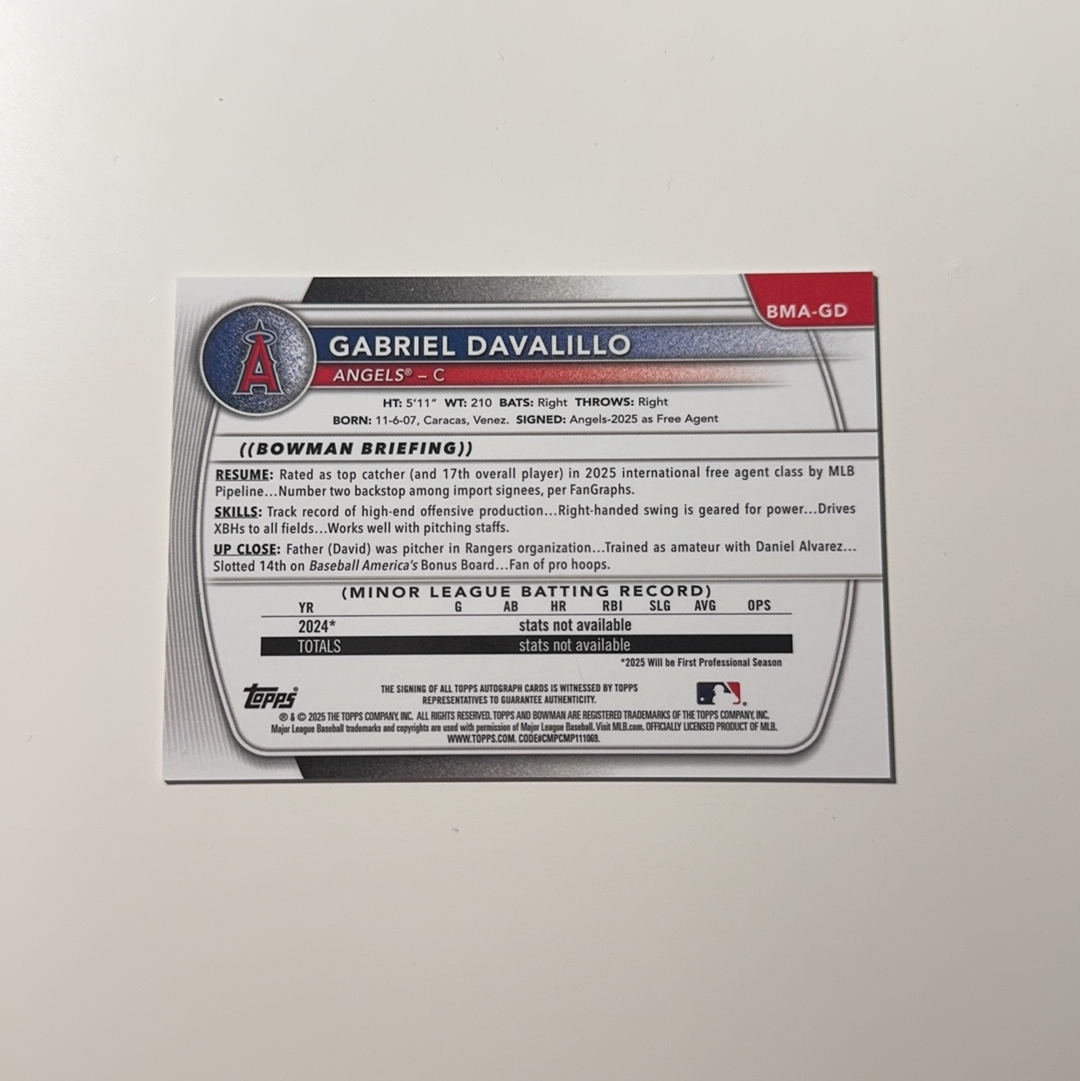 BMA-GD
A
GABRIEL DAVALILLO
ANGELS® – C
HT: 5'11" WT: 210 BATS: Right THROWS: Right
BORN: 11-6-07, Caracas, Venez. SIGNED: Angels-2025 as Free Agent
((BOWMAN BRIEFING))
RESUME: Rated as top catcher (and 17th overall player) in 2025 international free agent class by MLB
Pipeline...Number two backstop among import signees, per FanGraphs.
SKILLS: Track record of high-end offensive production...Right-handed swing is geared for power...Drives
XBHs to all fields...Works well with pitching staffs.
UP CLOSE: Father (David) was pitcher in Rangers organization...Trained as amateur with Daniel Alvarez...
Slotted 14th on Baseball America's Bonus Board...Fan of pro hoops.
(MINOR LEAGUE BATTING RECORD)
YR G AB HR RBI SLG AVG OPS
2024* stats not available
TOTALS stats not available
*2025 Will be First Professional Season
topps
THE SIGNING OF ALL TOPPS AUTOGRAPH CARDS IS WITNESSED BY TOPPS
REPRESENTATIVES TO GUARANTEE AUTHENTICITY.
® & © 2025 THE TOPPS COMPANY, INC. ALL RIGHTS RESERVED. TOPPS AND BOWMAN ARE REGISTERED TRADEMARKS OF THE TOPPS COMPANY, INC.
Major League Baseball trademarks and copyrights are used with permission of Major League Baseball. Visit MLB.com. OFFICIALLY LICENSED PRODUCT OF MLB.
WWW.TOPPS.COM. CODE#CMPCMP111069.